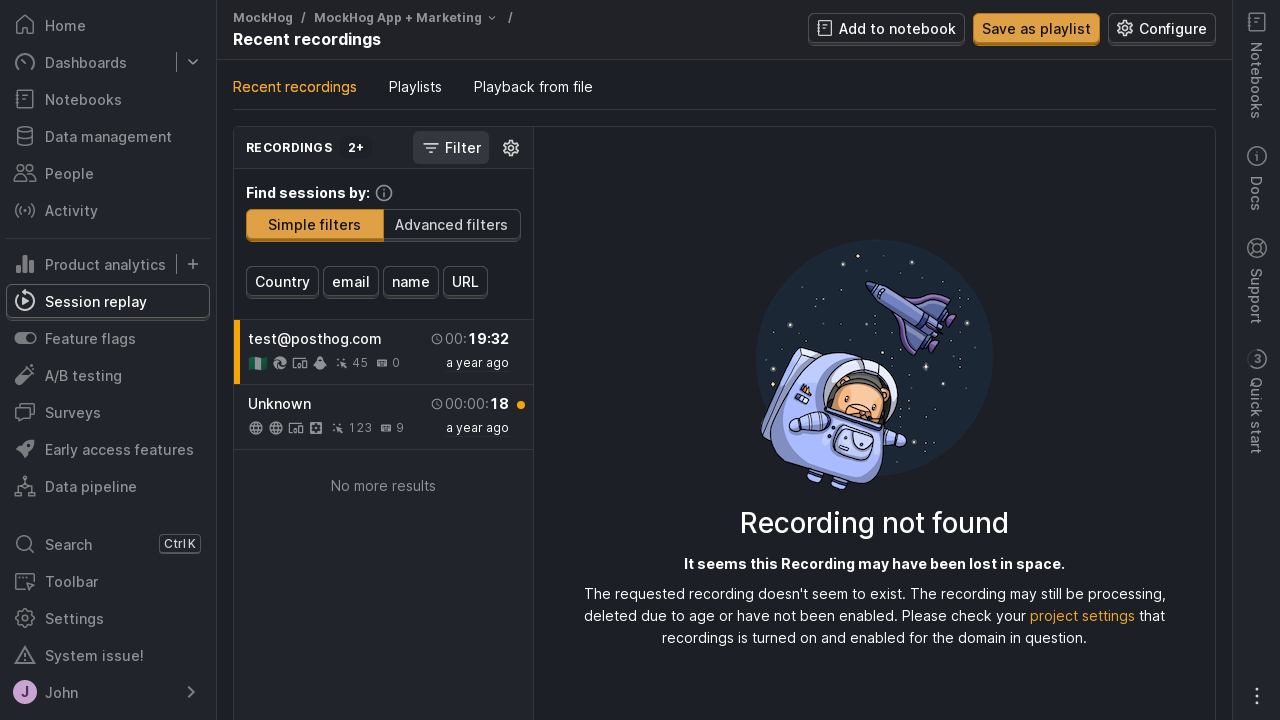 Home
Dashboards
Notebooks
Data management
People
Activity
Product analytics
Session replay
Feature flags
A/B testing
Surveys
Early access features
Data pipeline
Search
Ctrl K
Toolbar
Settings
System issue!
J
John
MockHog / MockHog App + Marketing /
Recent recordings
Add to notebook
Save as playlist
Configure
Recent recordings
Playlists
Playback from file
RECORDINGS 2+
Filter
Find sessions by:
Simple filters
Advanced filters
Country
email
name
URL
test@posthog.com
00:19:32
45
0
a year ago
Unknown
00:00:18
123
9
a year ago
No more results
Recording not found
It seems this Recording may have been lost in space.
The requested recording doesn't seem to exist. The recording may still be processing,
deleted due to age or have not been enabled. Please check your project settings that
recordings is turned on and enabled for the domain in question.
Notebooks
Docs
Support
3
Quick start